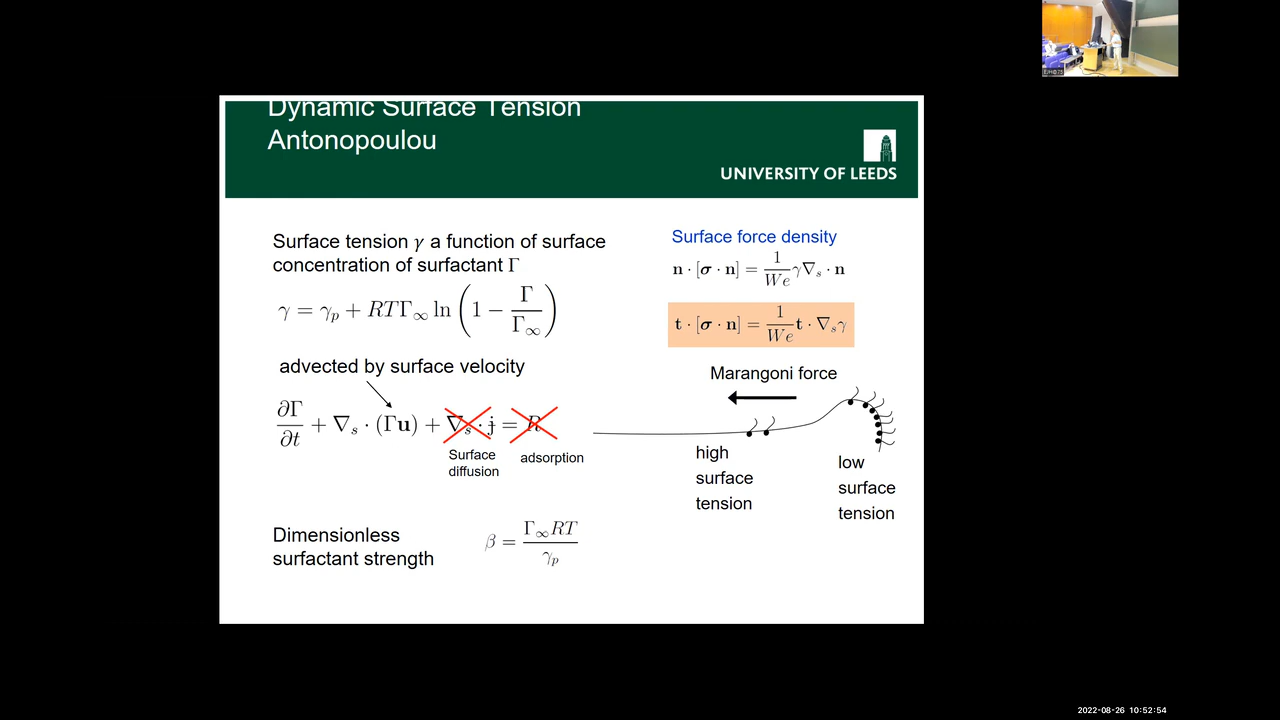 Dynamic Surface Tension
Antonopoulou
UNIVERSITY OF LEEDS
Surface tension γ a function of surface
concentration of surfactant Γ
γ = γ_p + RTΓ_∞ ln(1 − Γ/Γ_∞)
advected by surface velocity
∂Γ/∂t + ∇_s · (Γu) + ∇_s · j = R
Surface
diffusion
adsorption
Dimensionless
surfactant strength
β = Γ_∞RT/γ_p
Surface force density
n · [σ · n] = 1/We γ∇_s · n
t · [σ · n] = 1/We t · ∇_sγ
Marangoni force
high
surface
tension
low
surface
tension
2022-08-26 10:52:54